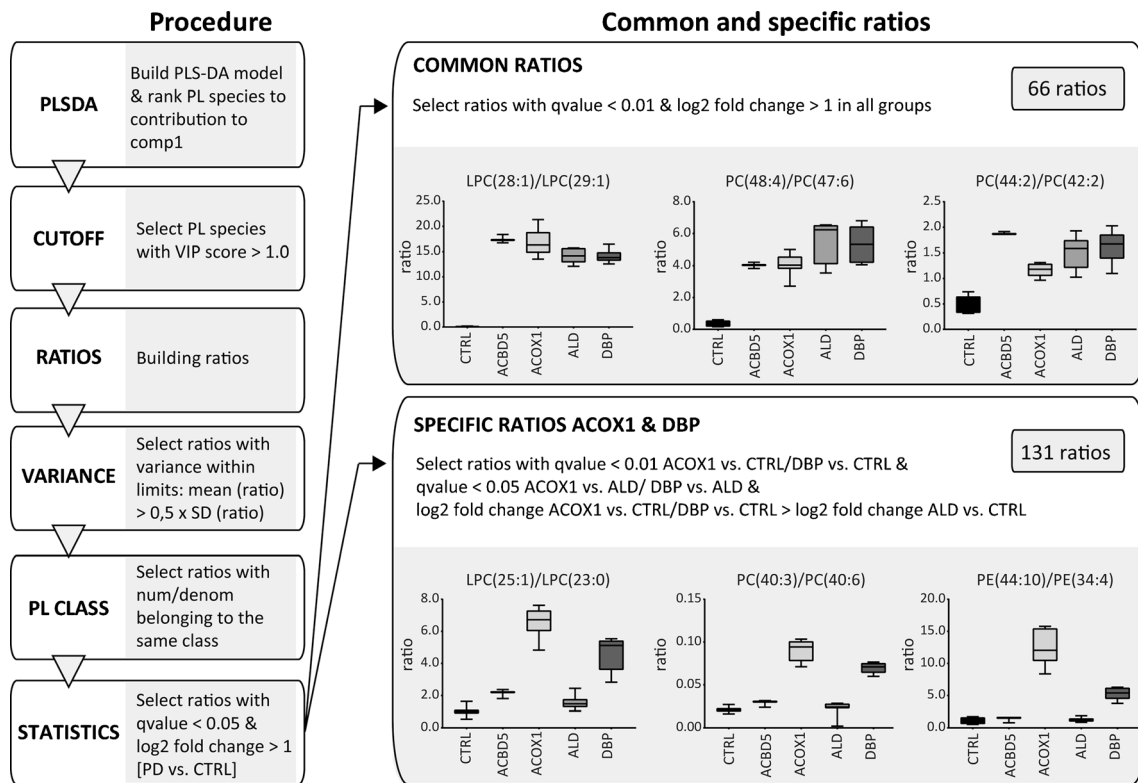 Procedure
PLSDA
Build PLS-DA model
& rank PL species to
contribution to
comp1
CUTOFF
Select PL species
with VIP score > 1.0
RATIOS
Building ratios
VARIANCE
Select ratios with
variance within
limits: mean (ratio)
> 0,5 x SD (ratio)
PL CLASS
Select ratios with
num/denom
belonging to the
same class
STATISTICS
Select ratios with
qvalue < 0.05 &
log2 fold change > 1
[PD vs. CTRL]
Common and specific ratios
COMMON RATIOS
66 ratios
Select ratios with qvalue < 0.01 & log2 fold change > 1 in all groups
LPC(28:1)/LPC(29:1)
ratio
25.0
20.0
15.0
10.0
5.0
0.0
CTRL
ACBD5
ACOX1
ALD
DBP
PC(48:4)/PC(47:6)
ratio
8.0
6.0
4.0
2.0
0.0
CTRL
ACBD5
ACOX1
ALD
DBP
PC(44:2)/PC(42:2)
ratio
2.5
2.0
1.5
1.0
0.5
0.0
CTRL
ACBD5
ACOX1
ALD
DBP
SPECIFIC RATIOS ACOX1 & DBP
131 ratios
Select ratios with qvalue < 0.01 ACOX1 vs. CTRL/DBP vs. CTRL &
qvalue < 0.05 ACOX1 vs. ALD/ DBP vs. ALD &
log2 fold change ACOX1 vs. CTRL/DBP vs. CTRL > log2 fold change ALD vs. CTRL
LPC(25:1)/LPC(23:0)
ratio
8.0
6.0
4.0
2.0
0.0
CTRL
ACBD5
ACOX1
ALD
DBP
PC(40:3)/PC(40:6)
ratio
0.15
0.10
0.05
0.00
CTRL
ACBD5
ACOX1
ALD
DBP
PE(44:10)/PE(34:4)
ratio
20.0
15.0
10.0
5.0
0.0
CTRL
ACBD5
ACOX1
ALD
DBP